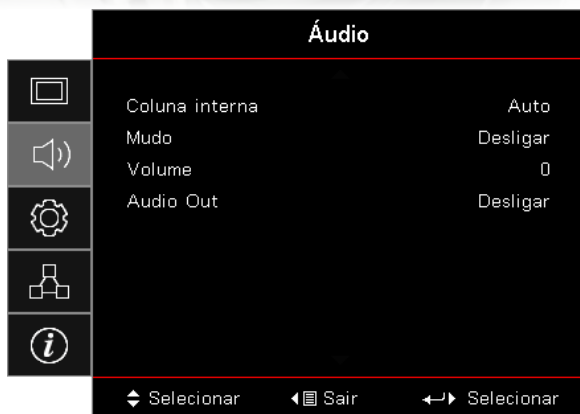 Áudio
Coluna interna Auto
Mudo Desligar
Volume 0
Audio Out Desligar
Selecionar Sair Selecionar